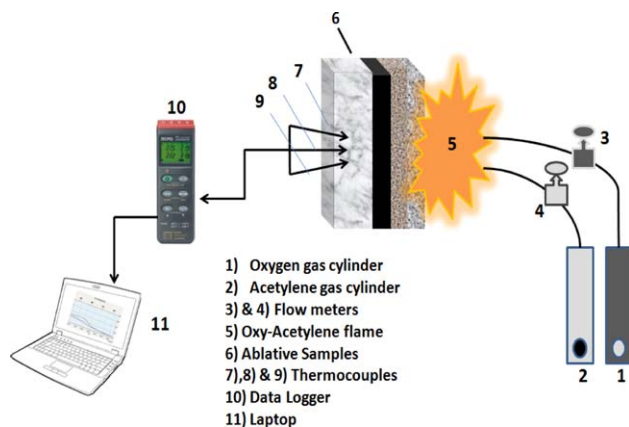 6
7
8
9
10
5
3
4
11
2
1
1) Oxygen gas cylinder
2) Acetylene gas cylinder
3) & 4) Flow meters
5) Oxy-Acetylene flame
6) Ablative Samples
7),8) & 9) Thermocouples
10) Data Logger
11) Laptop